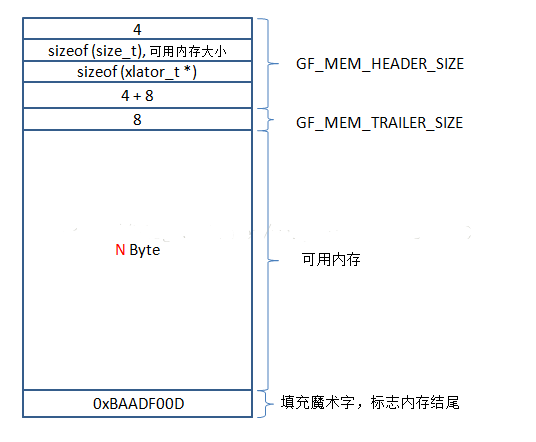 4
sizeof (size_t), 可用内存大小
sizeof (xlator_t *)
4 + 8
8
GF_MEM_HEADER_SIZE
GF_MEM_TRAILER_SIZE
N Byte
可用内存
0xBAADF00D
填充魔术字，标志内存结尾